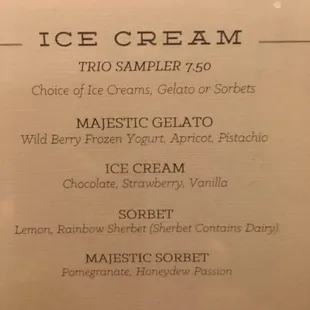 ICE CREAM
TRIO SAMPLER 7.50
Choice of Ice Creams, Gelato or Sorbets
MAJESTIC GELATO
Wild Berry Frozen Yogurt, Apricot, Pistachio
ICE CREAM
Chocolate, Strawberry, Vanilla
SORBET
Lemon, Rainbow Sherbet (Sherbet Contains Dairy)
MAJESTIC SORBET
Pomegranate, Honeydew Passion